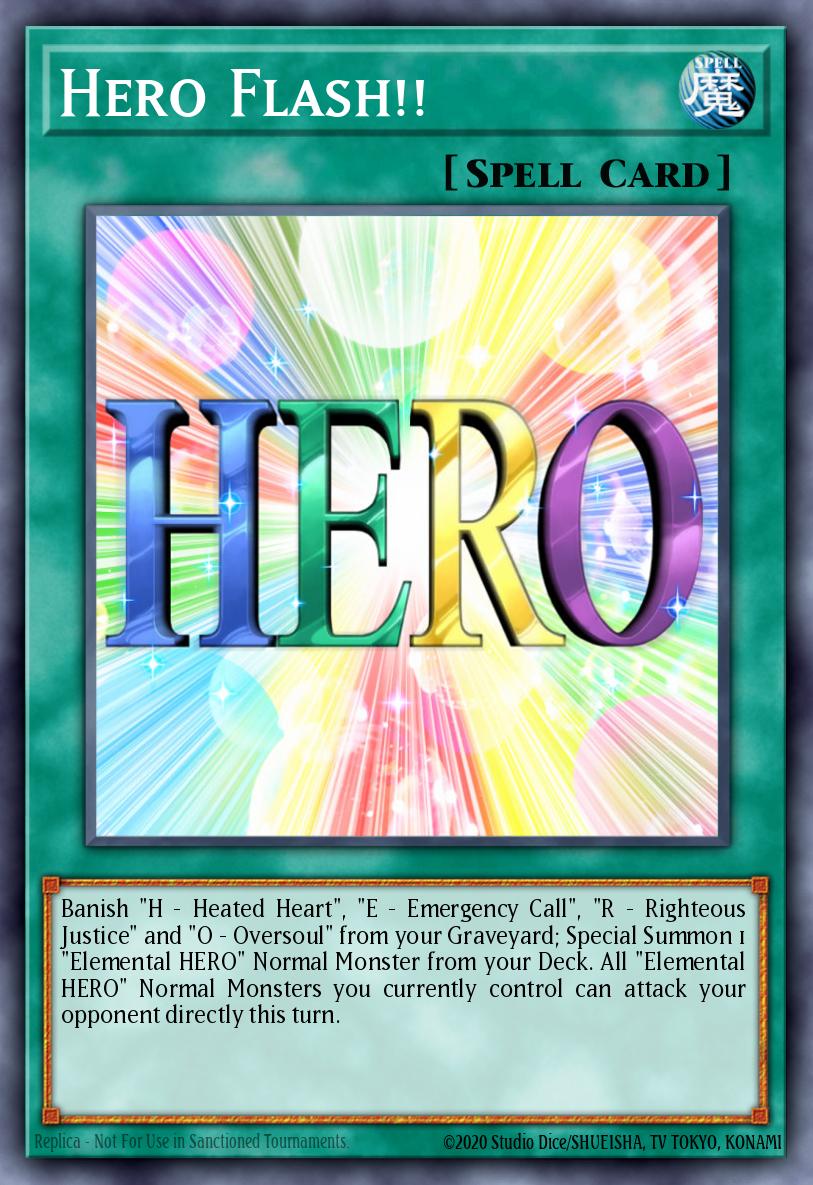 Hero Flash!!
SPELL
魔
[Spell Card]
HERO
Banish "H - Heated Heart", "E - Emergency Call", "R - Righteous
Justice" and "O - Oversoul" from your Graveyard; Special Summon 1
"Elemental HERO" Normal Monster from your Deck. All "Elemental
HERO" Normal Monsters you currently control can attack your
opponent directly this turn.
Replica - Not For Use in Sanctioned Tournaments.
©2020 Studio Dice/SHUEISHA, TV TOKYO, KONAMI